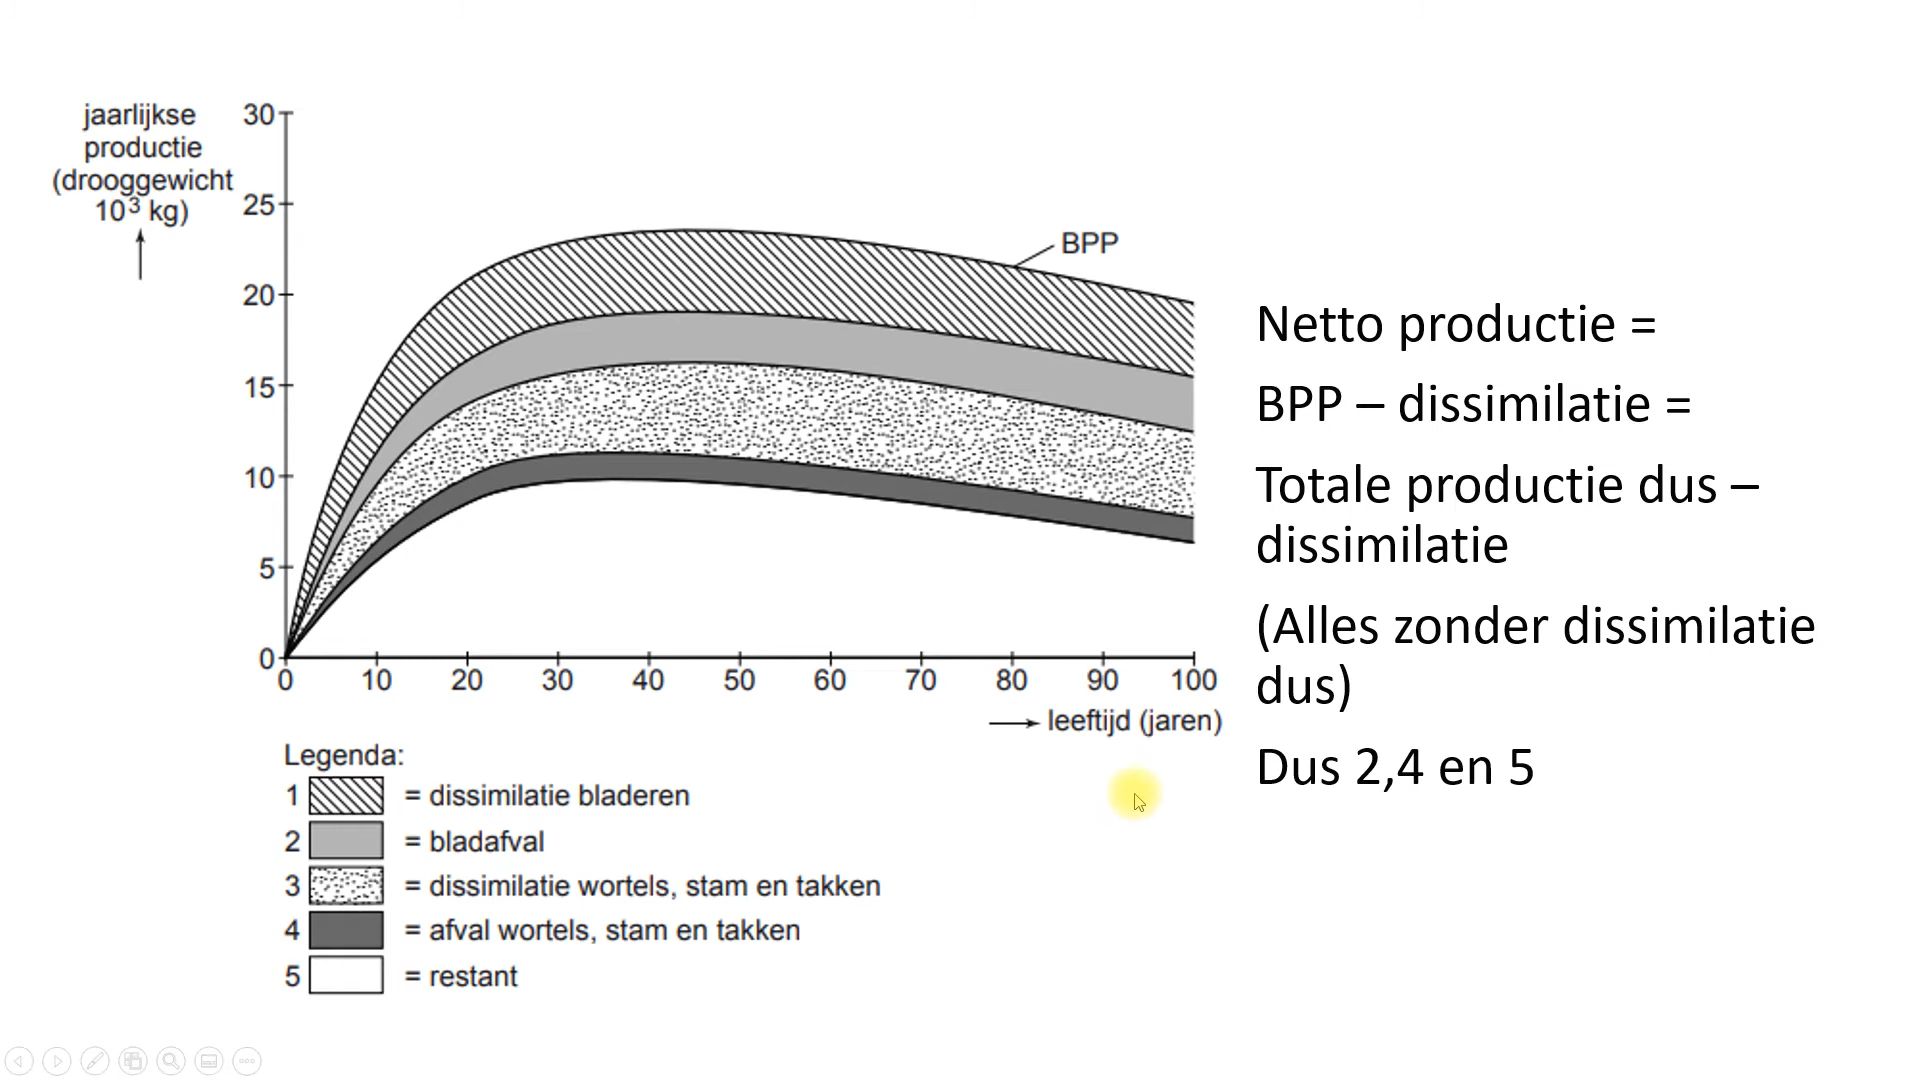 jaarlijkse
productie
(drooggewicht
10³ kg)
30
25
20
15
10
5
0
BPP
0 10 20 30 40 50 60 70 80 90 100
leeftijd (jaren)
Legenda:
1 = dissimilatie bladeren
2 = bladafval
3 = dissimilatie wortels, stam en takken
4 = afval wortels, stam en takken
5 = restant
Netto productie =
BPP – dissimilatie =
Totale productie dus –
dissimilatie
(Alles zonder dissimilatie
dus)
Dus 2,4 en 5